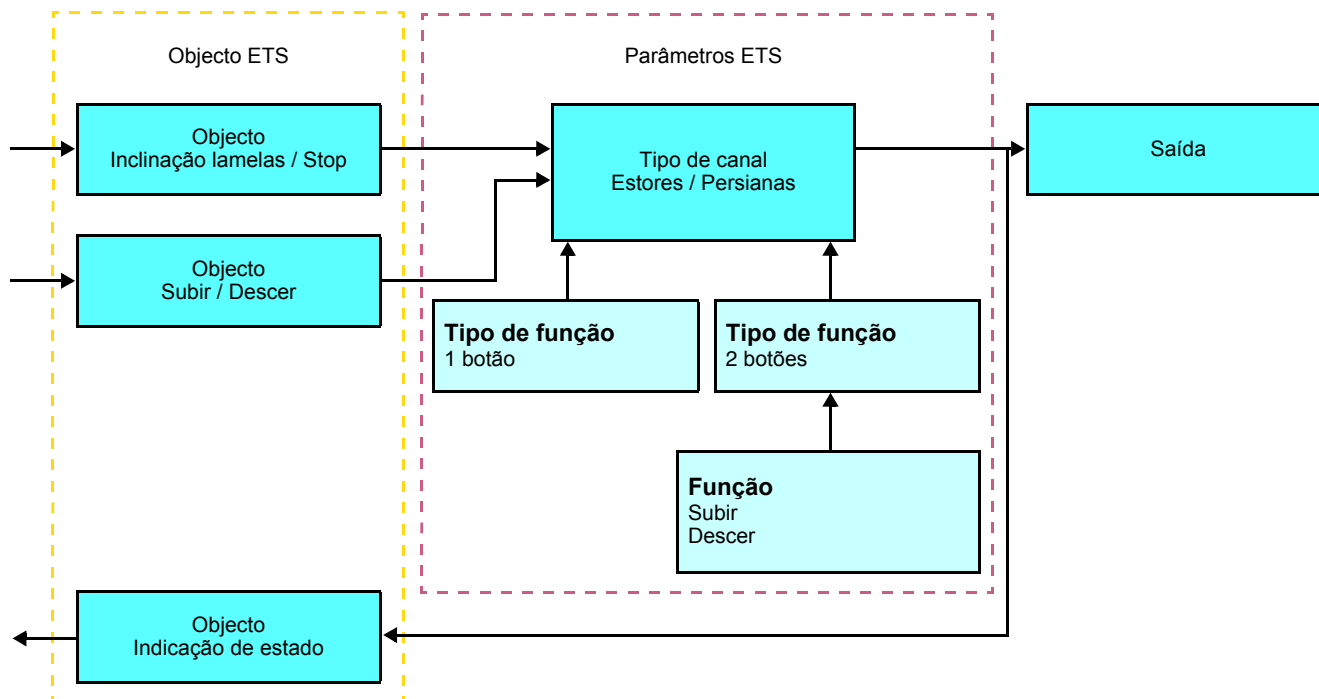 Objecto ETS
Parâmetros ETS
Objecto
Inclinação lamelas / Stop
Tipo de canal
Estores / Persianas
Saída
Objecto
Subir / Descer
Tipo de função
1 botão
Tipo de função
2 botões
Função
Subir
Descer
Objecto
Indicação de estado